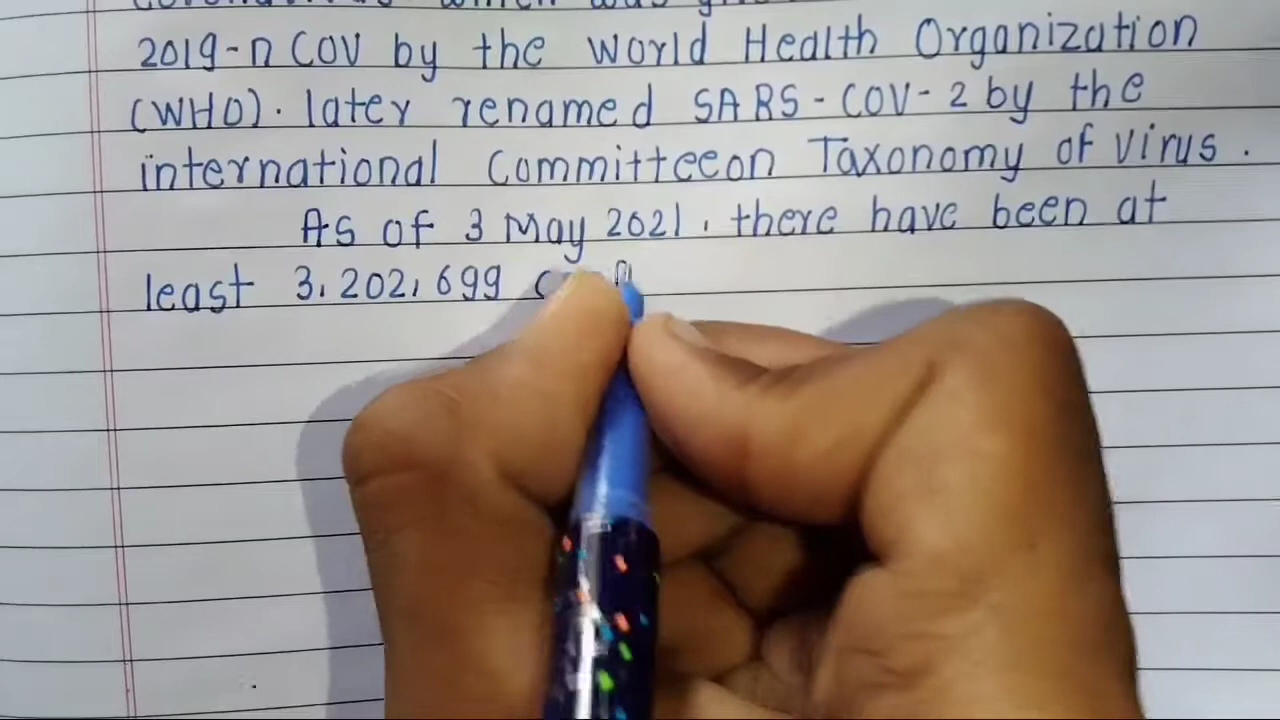 2019-n COV by the World Health Organization
(WHO). later renamed SARS-COV-2 by the
international Committeeon Taxonomy of virus.
As of 3 May 2021, there have been at
least 3,202,699